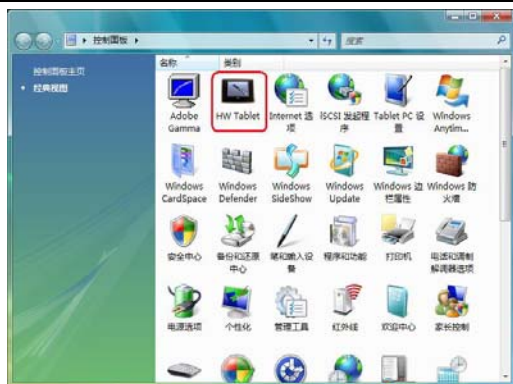 控制面板
搜索
控制面板主页
经典视图
名称 类别
Adobe Gamma
HW Tablet
Internet 选项
iSCSI 发起程序
Tablet PC 设置
Windows Anytim...
Windows CardSpace
Windows Defender
Windows SideShow
Windows Update
Windows 边栏属性
Windows 防火墙
安全中心
备份和还原中心
笔和输入设备
程序和功能
打印机
电话和调制解调器选项
电源选项
个性化
管理工具
红外线
欢迎中心
家长控制